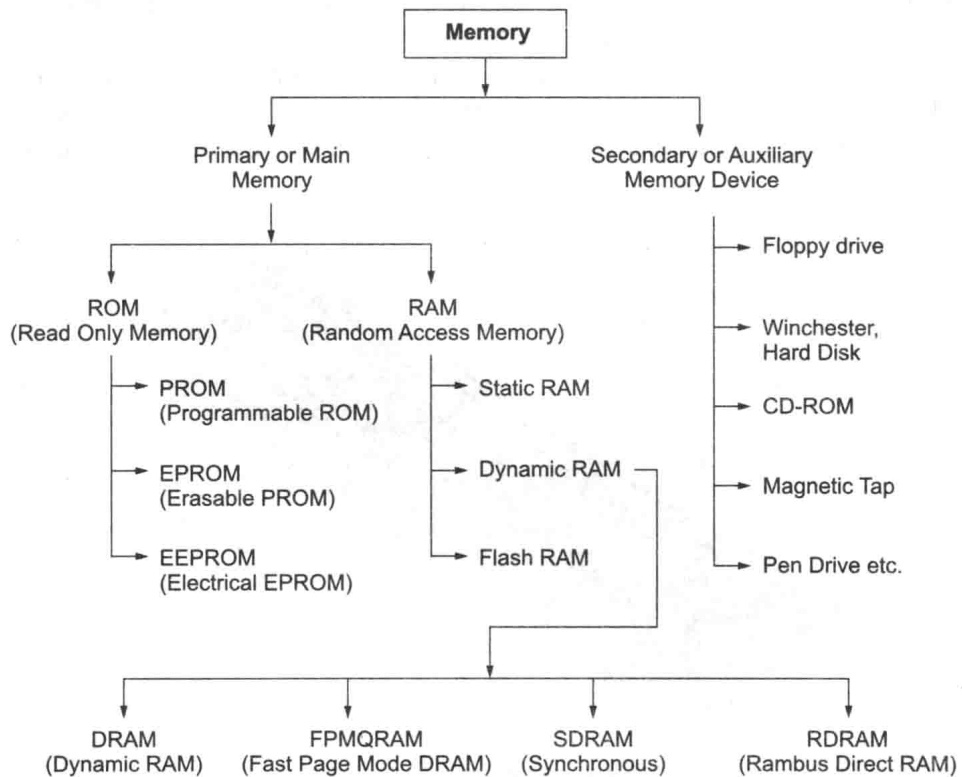 Memory
Primary or Main
Memory
Secondary or Auxiliary
Memory Device
ROM
(Read Only Memory)
PROM
(Programmable ROM)
EPROM
(Erasable PROM)
EEPROM
(Electrical EPROM)
RAM
(Random Access Memory)
Static RAM
Dynamic RAM
Flash RAM
Floppy drive
Winchester,
Hard Disk
CD-ROM
Magnetic Tap
Pen Drive etc.
DRAM
(Dynamic RAM)
FPMQRAM
(Fast Page Mode DRAM)
SDRAM
(Synchronous)
RDRAM
(Rambus Direct RAM)